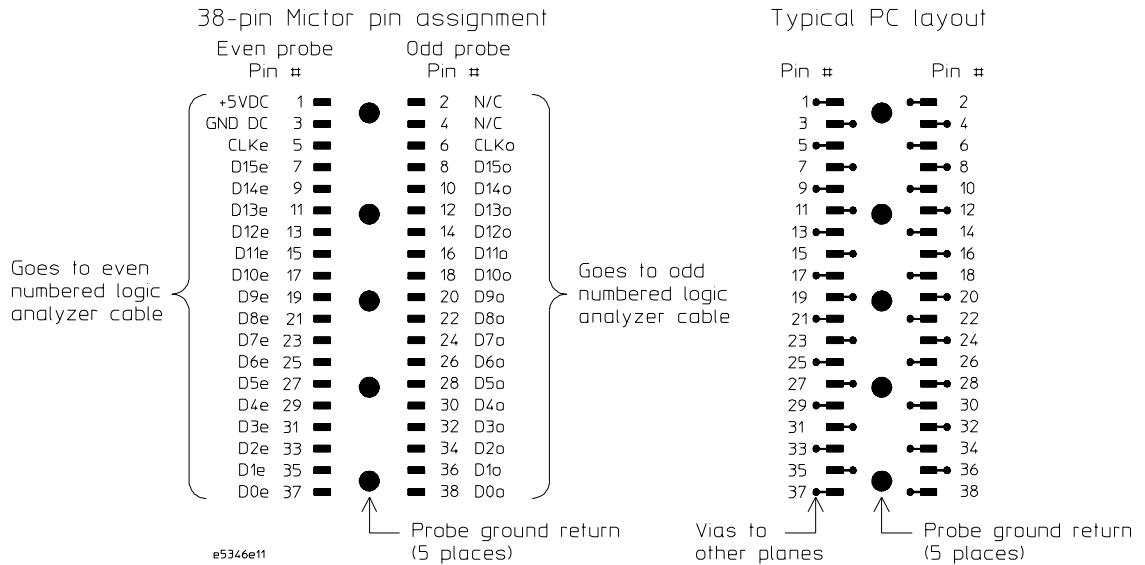 38-pin Mictor pin assignment
Typical PC layout
Even probe
Odd probe
Pin #
Pin #
Pin #
Pin #
+5VDC 1 2 N/C
GND DC 3 4 N/C
CLKe 5 6 CLKo
D15e 7 8 D15o
D14e 9 10 D14o
D13e 11 12 D13o
D12e 13 14 D12o
D11e 15 16 D11o
D10e 17 18 D10o
D9e 19 20 D9o
D8e 21 22 D8o
D7e 23 24 D7o
D6e 25 26 D6o
D5e 27 28 D5o
D4e 29 30 D4o
D3e 31 32 D3o
D2e 33 34 D2o
D1e 35 36 D1o
D0e 37 38 D0o
Goes to even
numbered logic
analyzer cable
Goes to odd
numbered logic
analyzer cable
Probe ground return
(5 places)
e5346e11
1 2
3 4
5 6
7 8
9 10
11 12
13 14
15 16
17 18
19 20
21 22
23 24
25 26
27 28
29 30
31 32
33 34
35 36
37 38
Vias to
other planes
Probe ground return
(5 places)